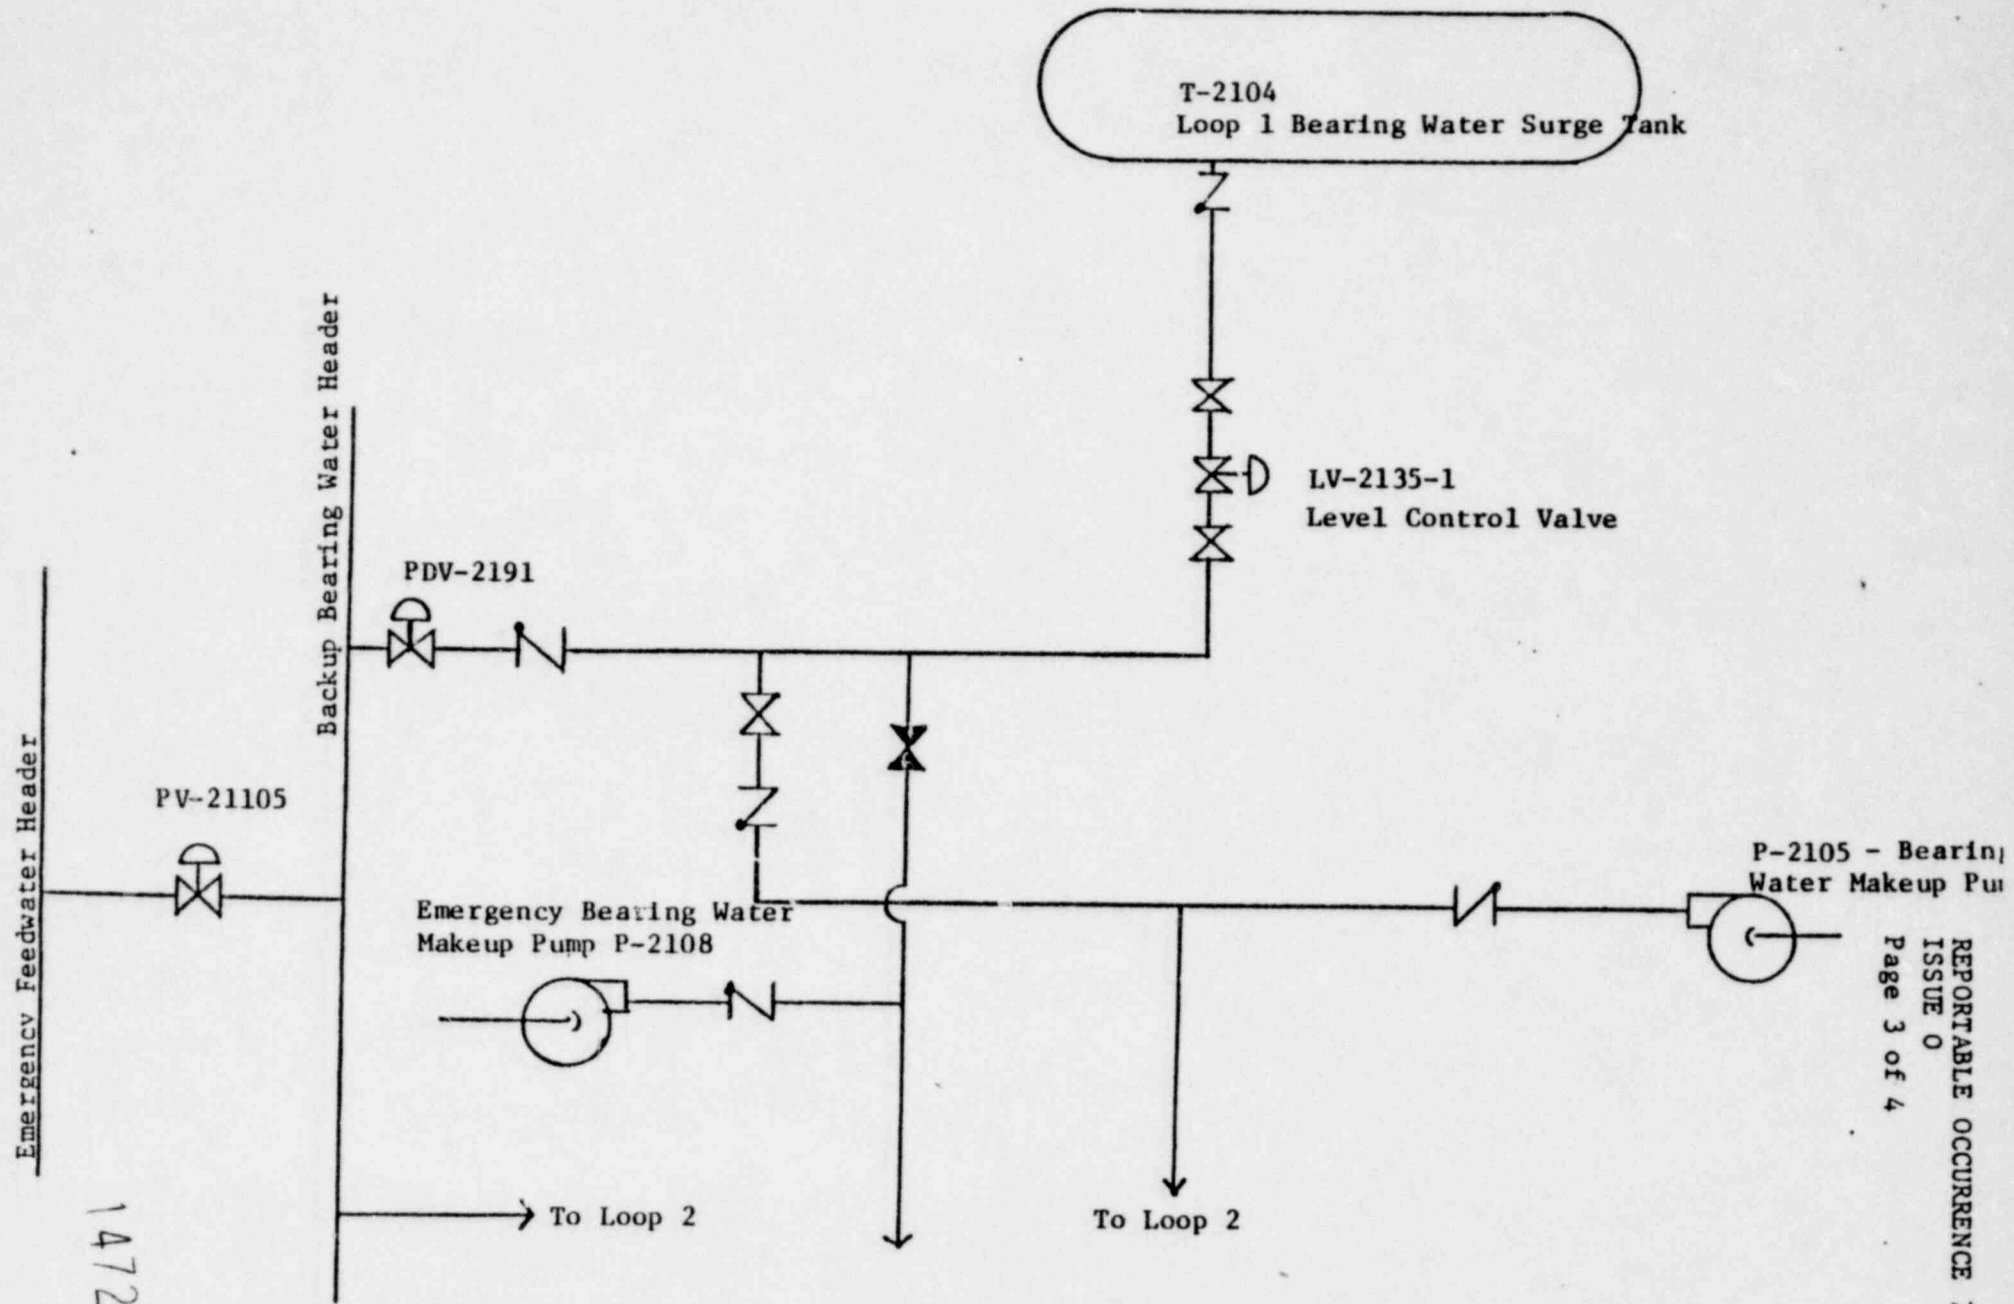 T-2104
Loop 1 Bearing Water Surge Tank
LV-2135-1
Level Control Valve
Backup Bearing Water Header
PDV-2191
Emergency Feedwater Header
PV-21105
Emergency Bearing Water
Makeup Pump P-2108
P-2105 - Bearing
Water Makeup
To Loop 2
To Loop 2
REPORTABLE OCCURRENCE
ISSUE 0
Page 3 of 4
1472